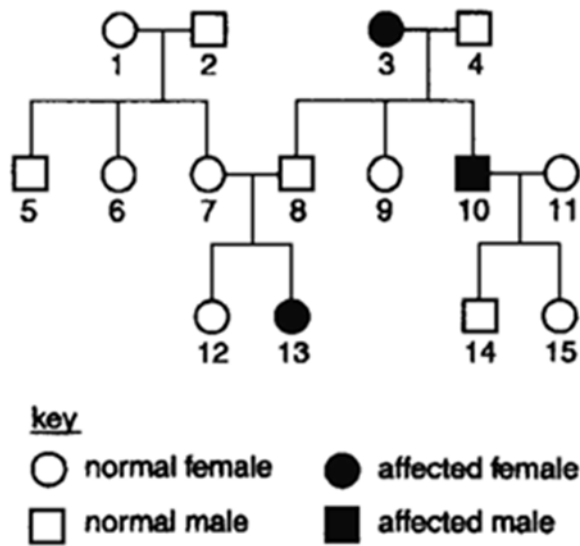 1 2 3 4
5 6 7 8 9 10 11
12 13 14 15
key
normal female affected female
normal male affected male